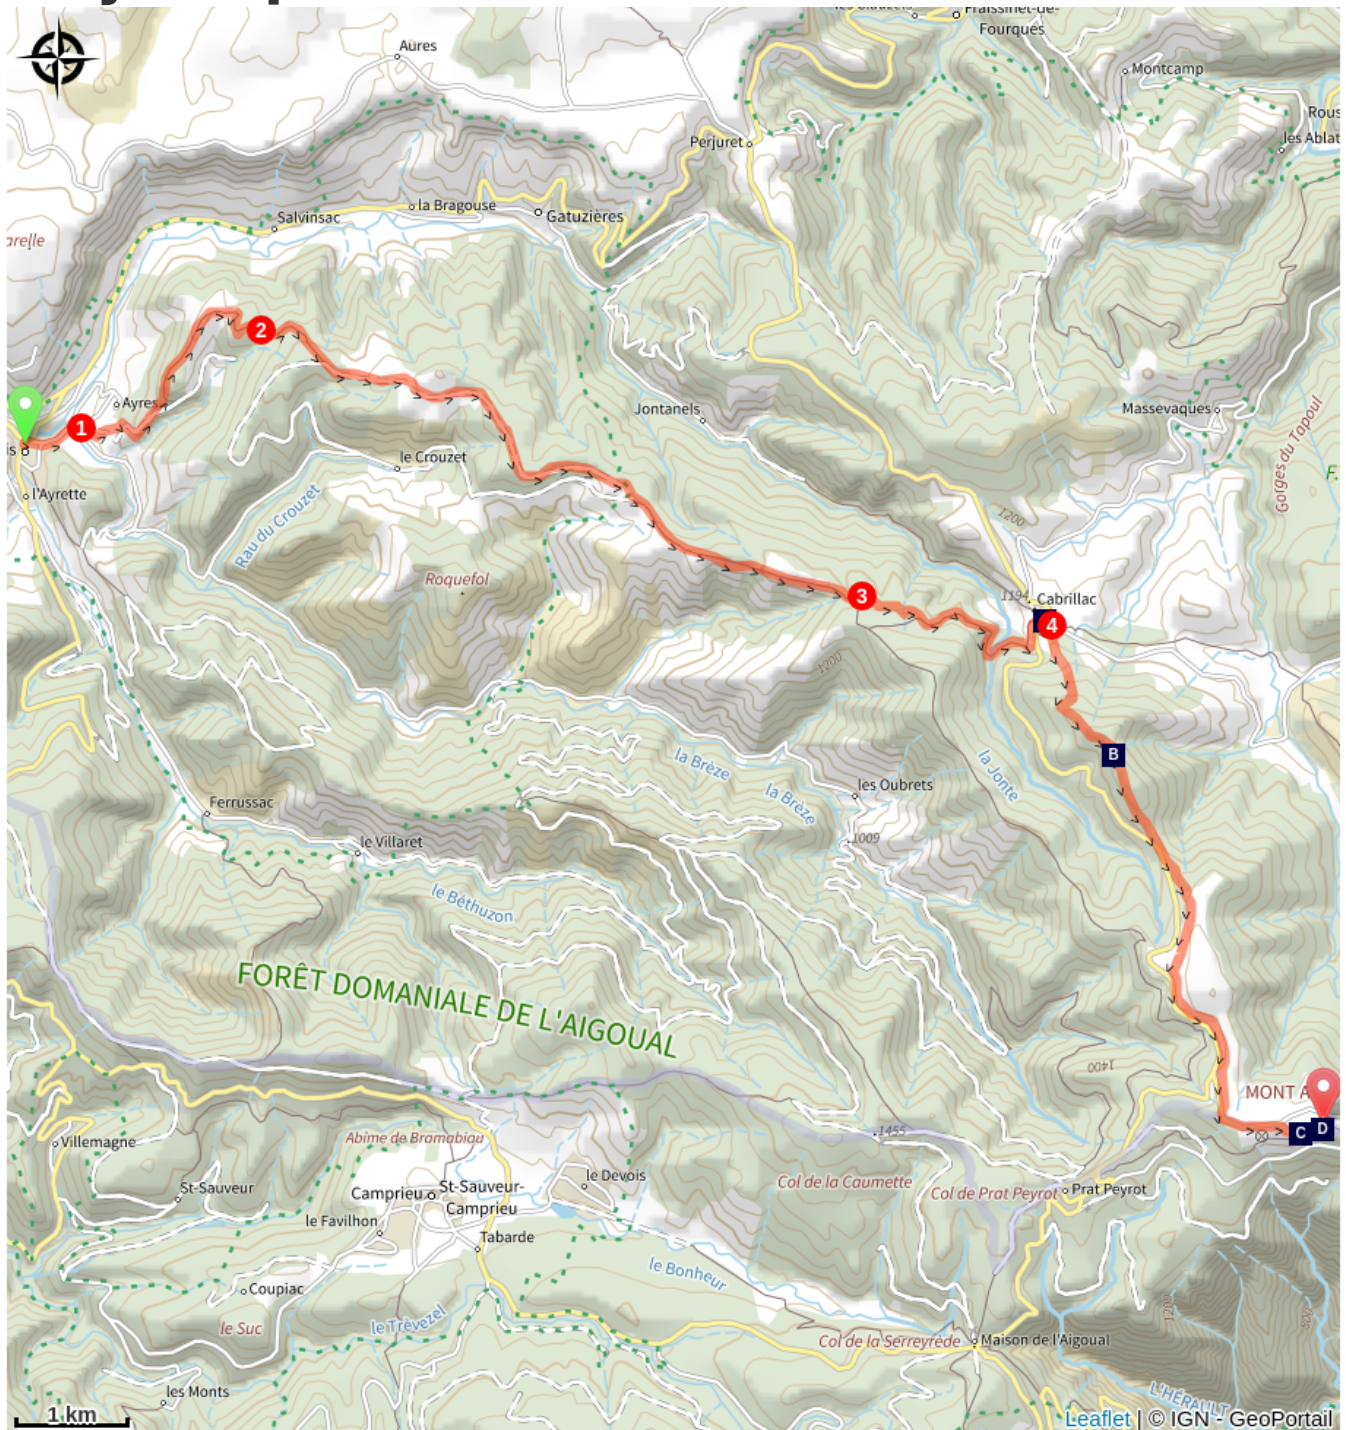 Aures
Fraissinet-de-
Fourques
Montcamp
Perjuret
les Ablat
la Bragouse
Salvinsac
Gatuzières
arelle
2
Ayres
1
Jontanels
Massevaques
Gorges du Tapoul
is
le Crouzet
F.
l'Ayrette
Rau du Crouzet
1200
Roquefol
3
1194
Cabrillac
4
1200
B
la Brèze
la Jonte
la Brèze
les Oubrets
Ferrussac
1009
le Villaret
le Béthuzon
FORÊT DOMANIALE DE L'AIGOUAL
1400
MONT A
C
D
1455
Villemagne
Abîme de Bramabiau
St-Sauveur
Camprieu
St-Sauveur-
Camprieu
le Devois
Col de la Caumette
Col de Prat Peyrot
Prat Peyrot
le Favilhon
Tabarde
le Bonheur
Coupiac
le Suc
le Trèvezel
1200
Col de la Serreyrède
Maison de l'Aigoual
les Monts
L'HÉRAULT
1 km
Leaflet | © IGN - GeoPortail